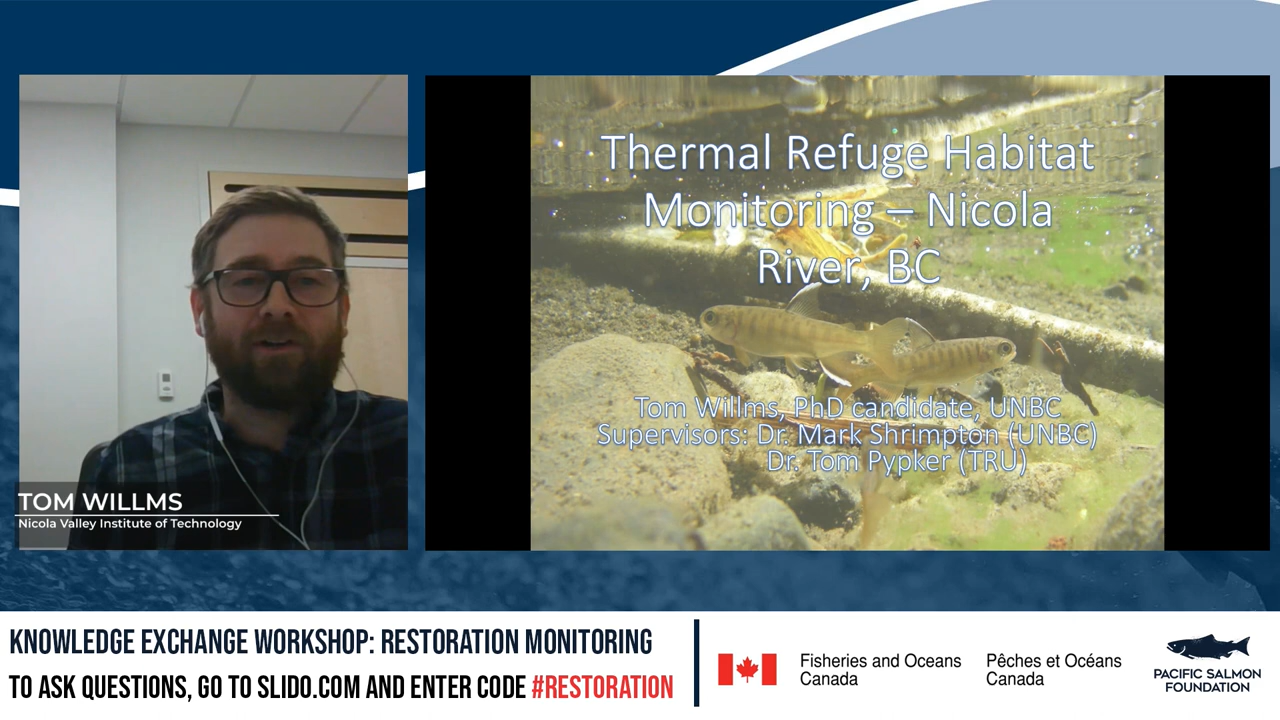 Thermal Refuge Habitat
Monitoring – Nicola
River, BC
Tom Willms, PhD candidate, UNBC
Supervisors: Dr. Mark Shrimpton (UNBC)
Dr. Tom Pypker (TRU)
TOM WILLMS
Nicola Valley Institute of Technology
KNOWLEDGE EXCHANGE WORKSHOP: RESTORATION MONITORING
TO ASK QUESTIONS, GO TO SLIDO.COM AND ENTER CODE #RESTORATION
Fisheries and Oceans
Canada
Pêches et Océans
Canada
PACIFIC SALMON
FOUNDATION